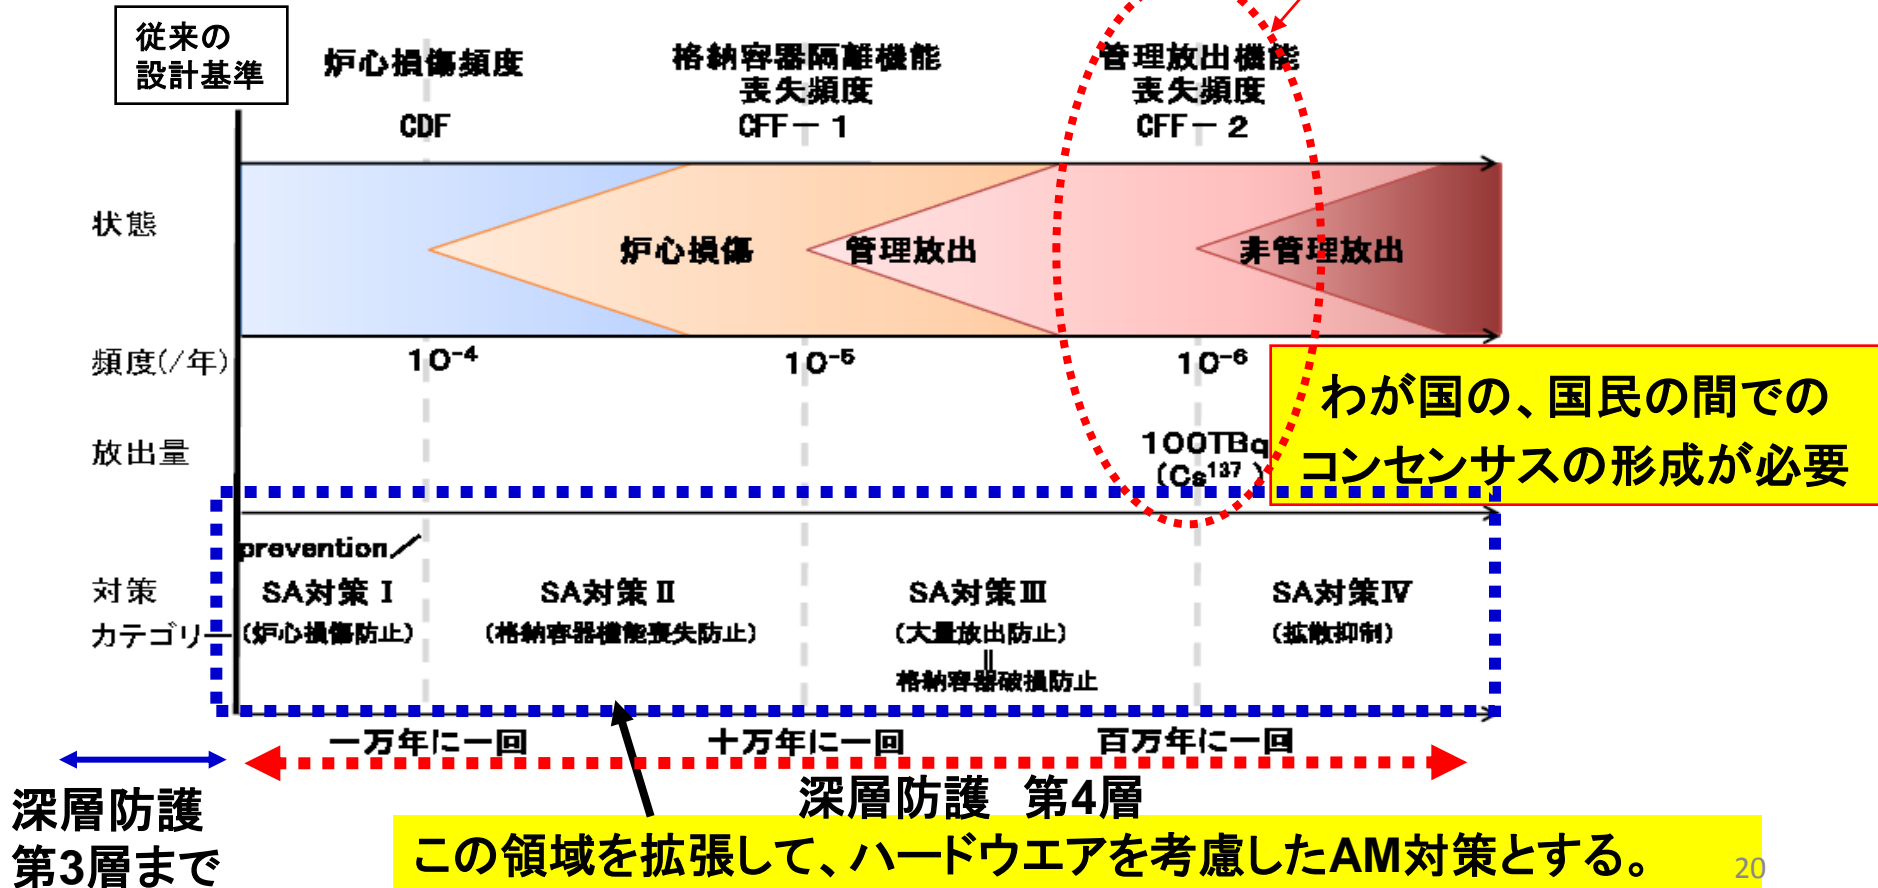 従来の
設計基準
炉心損傷頻度
CDF
格納容器隔離機能
喪失頻度
CFF－1
管理放出機能
喪失頻度
CFF－2
状態
炉心損傷
管理放出
非管理放出
頻度(/年)
10⁻⁴
10⁻⁵
10⁻⁶
わが国の、国民の間での
コンセンサスの形成が必要
放出量
100TBq
(Cs¹³⁷)
prevention／
対策
カテゴリー
SA対策Ⅰ
(炉心損傷防止)
SA対策Ⅱ
(格納容器機能喪失防止)
SA対策Ⅲ
(大量放出防止)
||
格納容器破損防止
SA対策Ⅳ
(拡散抑制)
一万年に一回
十万年に一回
百万年に一回
深層防護
第3層まで
深層防護　第4層
この領域を拡張して、ハードウエアを考慮したAM対策とする。
20